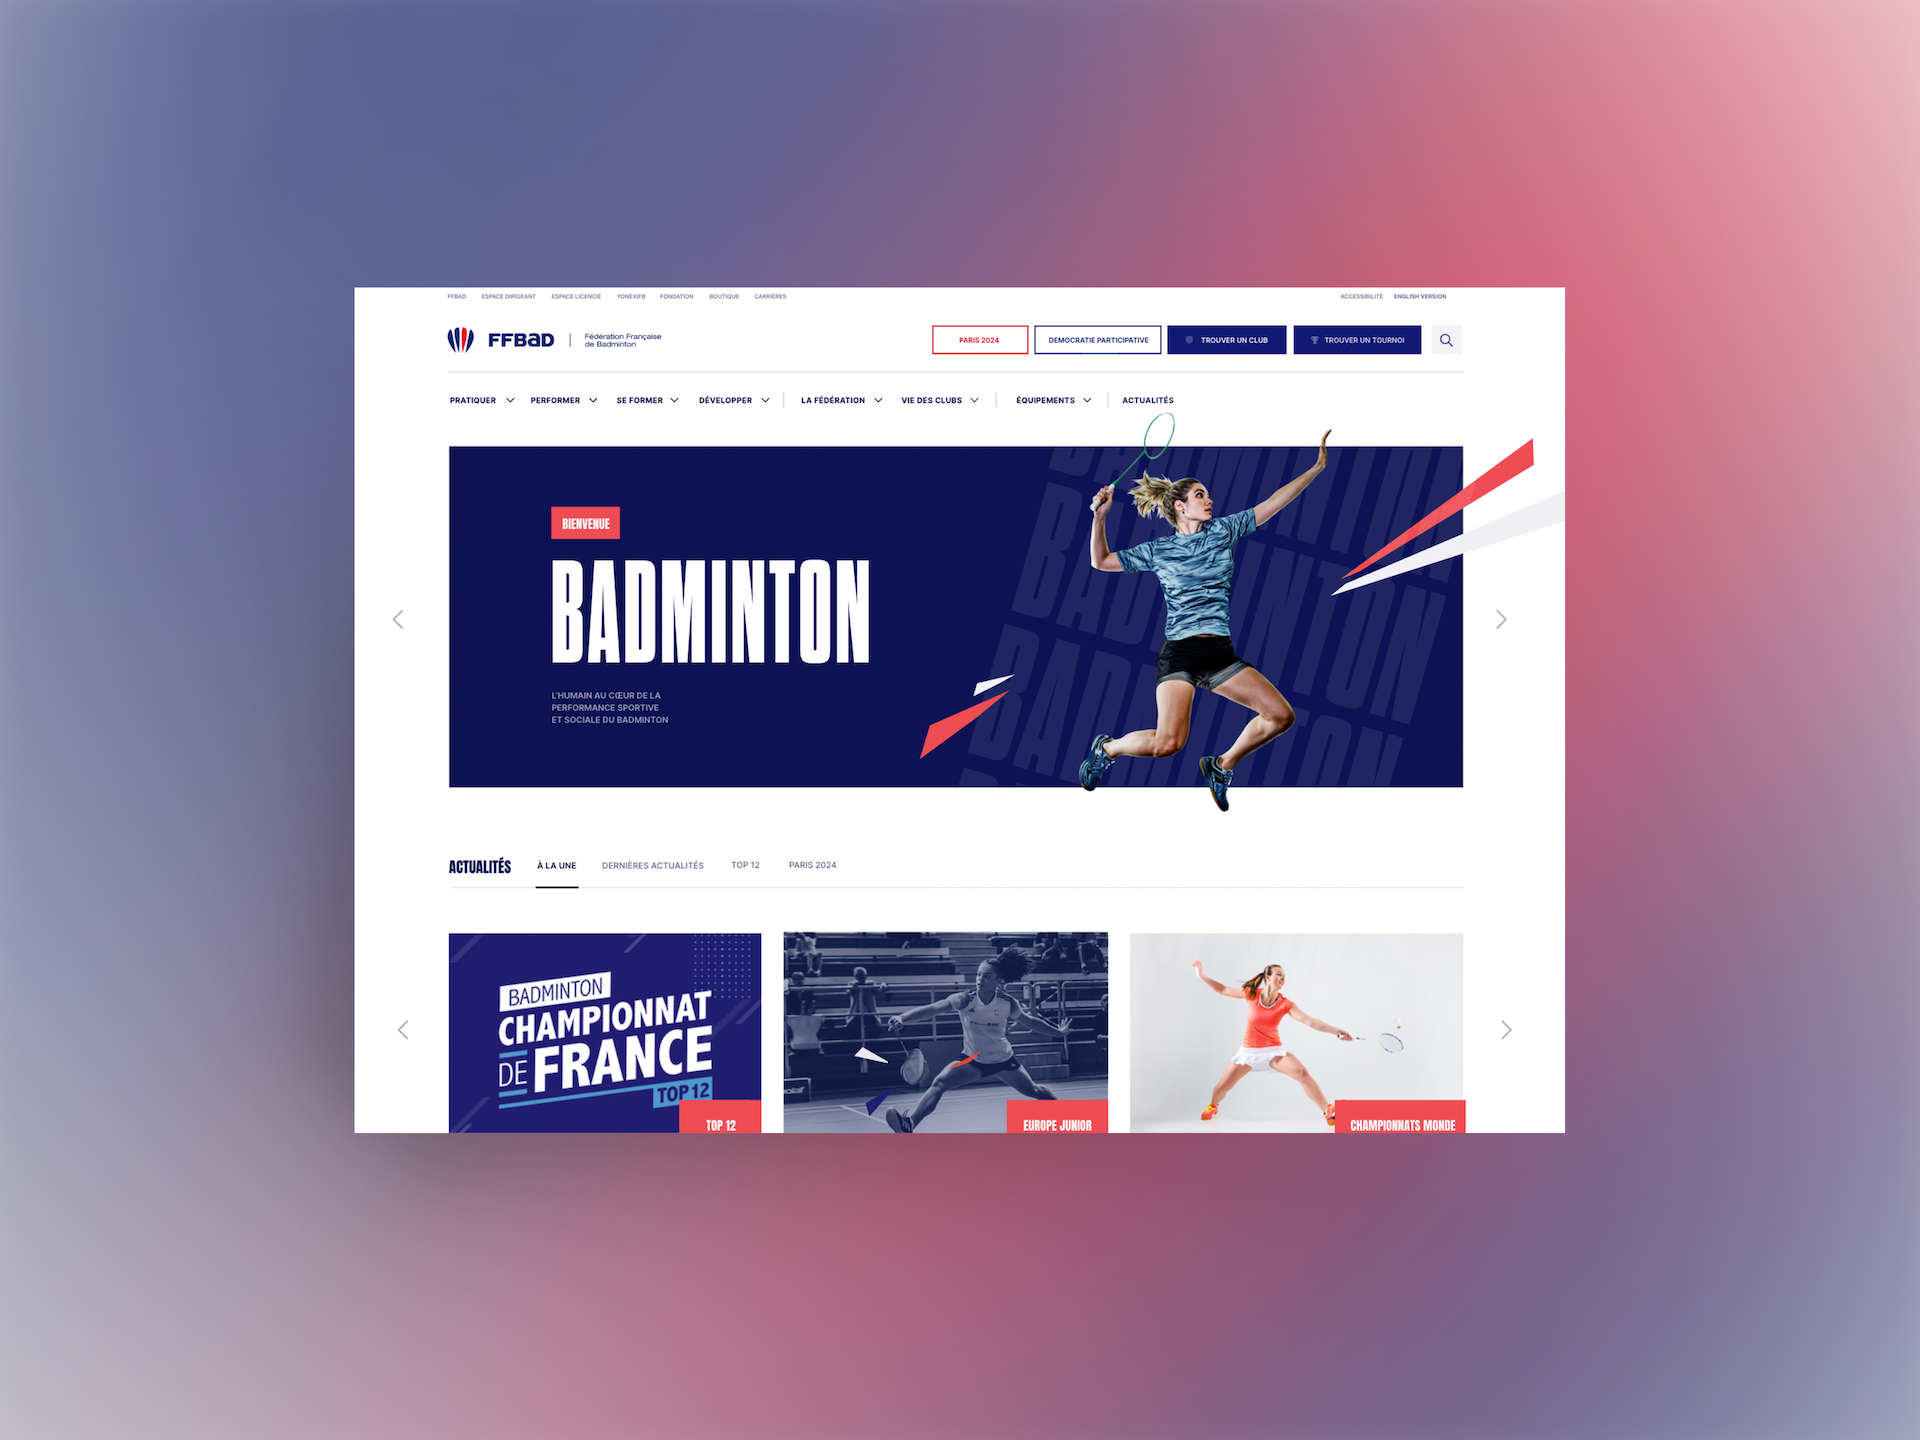 FFBAD ESPACE DIRIGEANT ESPACE LICENCIÉ YONEXIFB FONDATION BOUTIQUE CARRIÈRES ACCESSIBILITÉ ENGLISH VERSION
FFBaD | Fédération Française
de Badminton
PARIS 2024 DEMOCRATIE PARTICIPATIVE TROUVER UN CLUB TROUVER UN TOURNOI
PRATIQUER PERFORMER SE FORMER DÉVELOPPER LA FÉDÉRATION VIE DES CLUBS ÉQUIPEMENTS ACTUALITÉS
BIENVENUE
BADMINTON
L'HUMAIN AU CŒUR DE LA
PERFORMANCE SPORTIVE
ET SOCIALE DU BADMINTON
BADMINTON
BADMINTON
BADMINTON
BADMINTON
ACTUALITÉS À LA UNE DERNIÈRES ACTUALITÉS TOP 12 PARIS 2024
BADMINTON
CHAMPIONNAT
DE FRANCE
TOP 12
TOP 12
EUROPE JUNIOR
CHAMPIONNATS MONDE